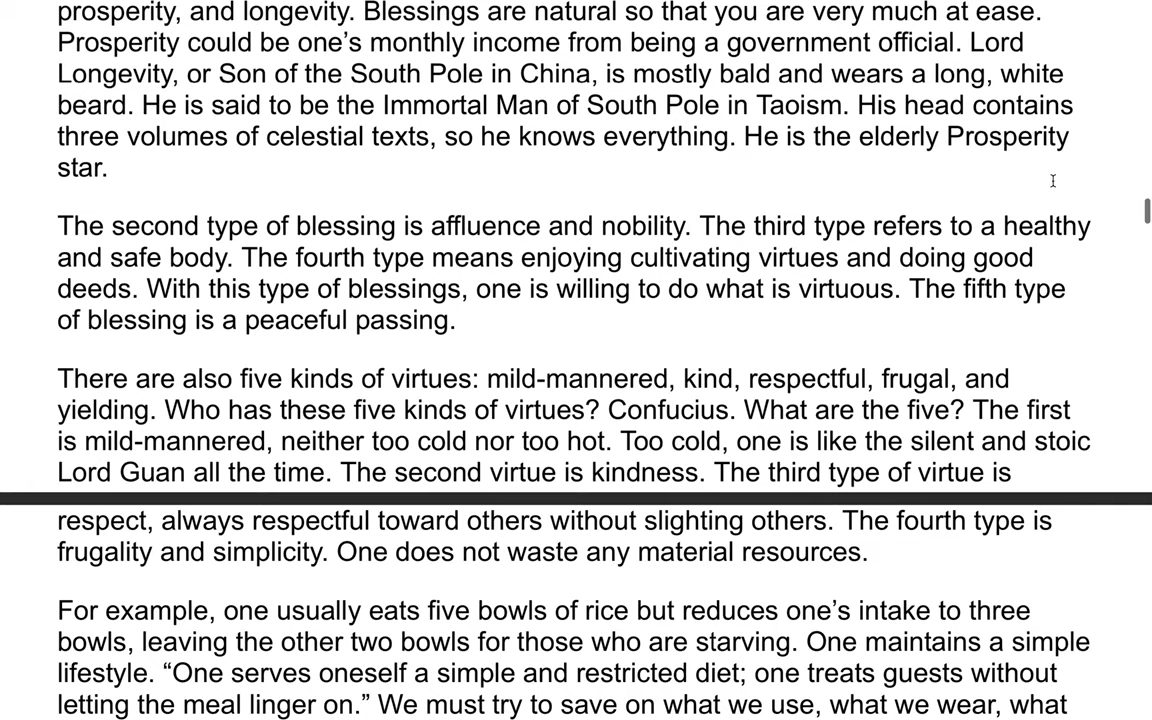 prosperity, and longevity. Blessings are natural so that you are very much at ease.
Prosperity could be one’s monthly income from being a government official. Lord
Longevity, or Son of the South Pole in China, is mostly bald and wears a long, white
beard. He is said to be the Immortal Man of South Pole in Taoism. His head contains
three volumes of celestial texts, so he knows everything. He is the elderly Prosperity
star.
The second type of blessing is affluence and nobility. The third type refers to a healthy
and safe body. The fourth type means enjoying cultivating virtues and doing good
deeds. With this type of blessings, one is willing to do what is virtuous. The fifth type
of blessing is a peaceful passing.
There are also five kinds of virtues: mild-mannered, kind, respectful, frugal, and
yielding. Who has these five kinds of virtues? Confucius. What are the five? The first
is mild-mannered, neither too cold nor too hot. Too cold, one is like the silent and stoic
Lord Guan all the time. The second virtue is kindness. The third type of virtue is
respect, always respectful toward others without slighting others. The fourth type is
frugality and simplicity. One does not waste any material resources.
For example, one usually eats five bowls of rice but reduces one’s intake to three
bowls, leaving the other two bowls for those who are starving. One maintains a simple
lifestyle. “One serves oneself a simple and restricted diet; one treats guests without
letting the meal linger on.” We must try to save on what we use, what we wear, what